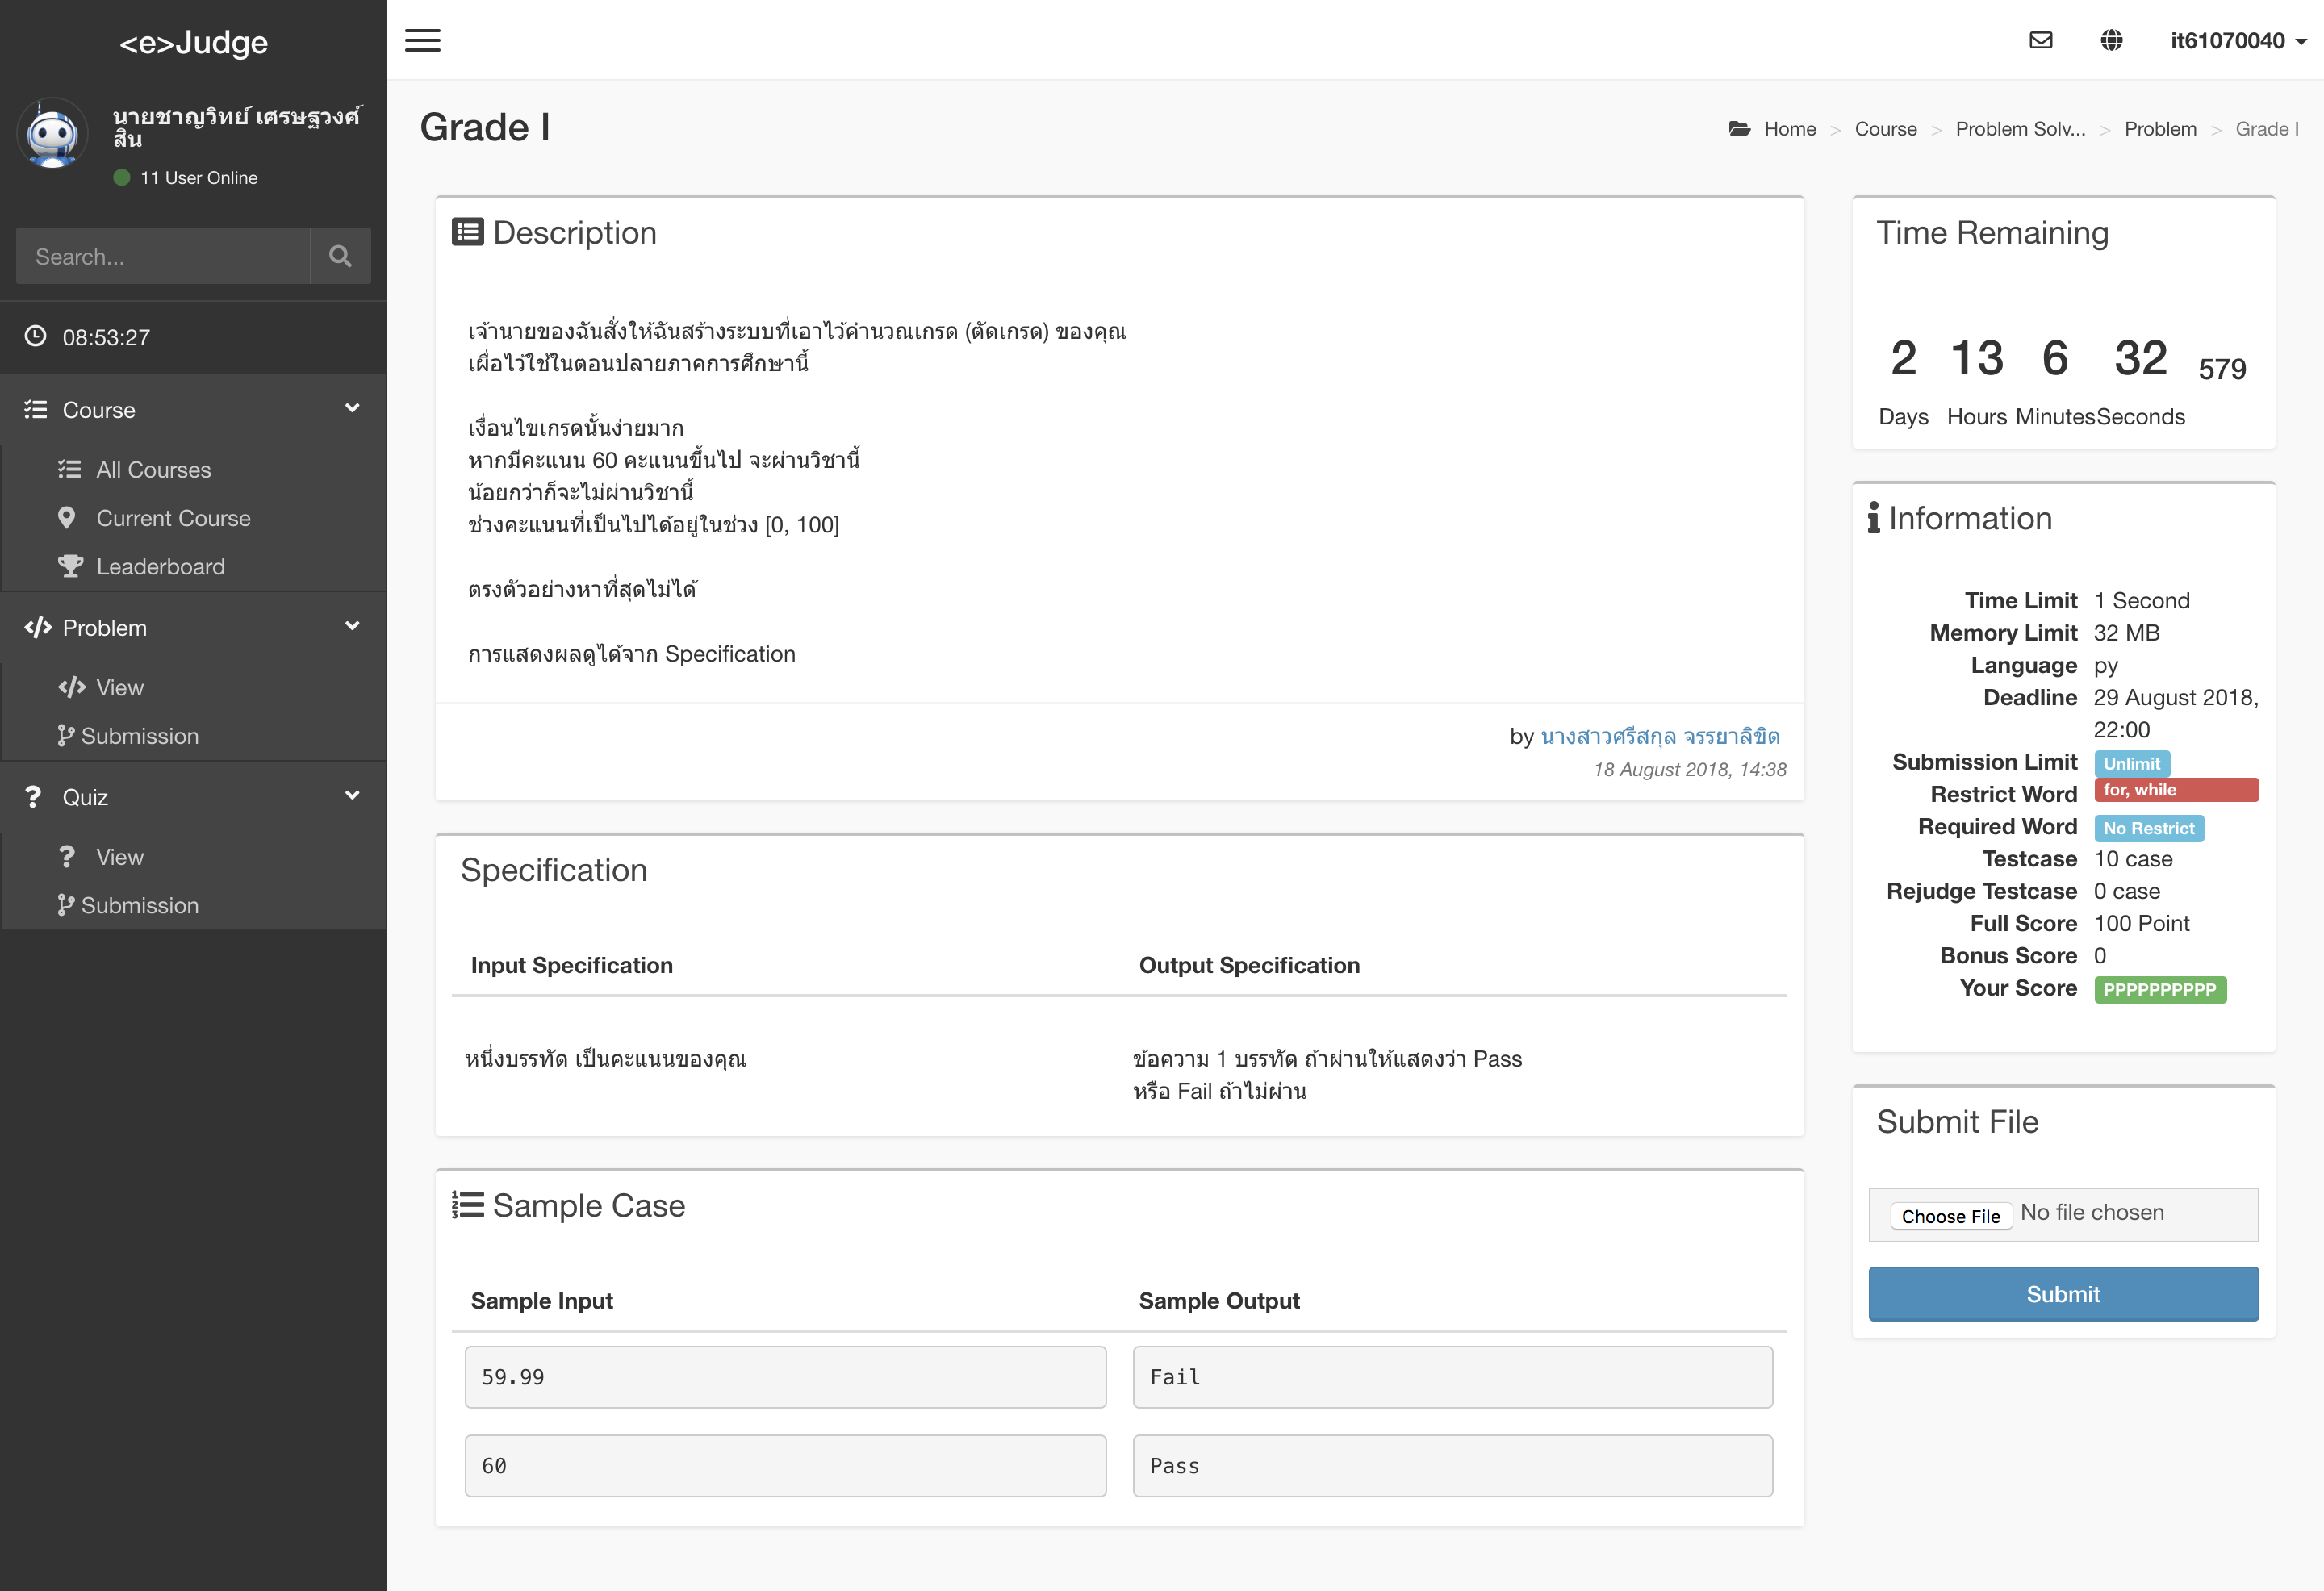 <e>Judge
นายชาญวิทย์ เศรษฐวงศ์
สิน
11 User Online
Search...
08:53:27
Course
All Courses
Current Course
Leaderboard
Problem
View
Submission
Quiz
View
Submission
it61070040
Grade I
Home > Course > Problem Solv... > Problem > Grade I
Description
เจ้านายของฉันสั่งให้ฉันสร้างระบบที่เอาไว้คำนวณเกรด (ตัดเกรด) ของคุณ
เผื่อไว้ใช้ในตอนปลายภาคการศึกษานี้
เงื่อนไขเกรดนั้นง่ายมาก
หากมีคะแนน 60 คะแนนขึ้นไป จะผ่านวิชานี้
น้อยกว่าก็จะไม่ผ่านวิชานี้
ช่วงคะแนนที่เป็นไปได้อยู่ในช่วง [0, 100]
ตรงตัวอย่างหาที่สุดไม่ได้
การแสดงผลดูได้จาก Specification
by นางสาวศรีสกุล จรรยาลิขิต
18 August 2018, 14:38
Specification
Input Specification Output Specification
หนึ่งบรรทัด เป็นคะแนนของคุณ ข้อความ 1 บรรทัด ถ้าผ่านให้แสดงว่า Pass
หรือ Fail ถ้าไม่ผ่าน
Sample Case
Sample Input Sample Output
59.99 Fail
60 Pass
Time Remaining
2 13 6 32 579
Days Hours Minutes Seconds
Information
Time Limit 1 Second
Memory Limit 32 MB
Language py
Deadline 29 August 2018,
22:00
Submission Limit Unlimit
Restrict Word for, while
Required Word No Restrict
Testcase 10 case
Rejudge Testcase 0 case
Full Score 100 Point
Bonus Score 0
Your Score PPPPPPPPPP
Submit File
Choose File No file chosen
Submit